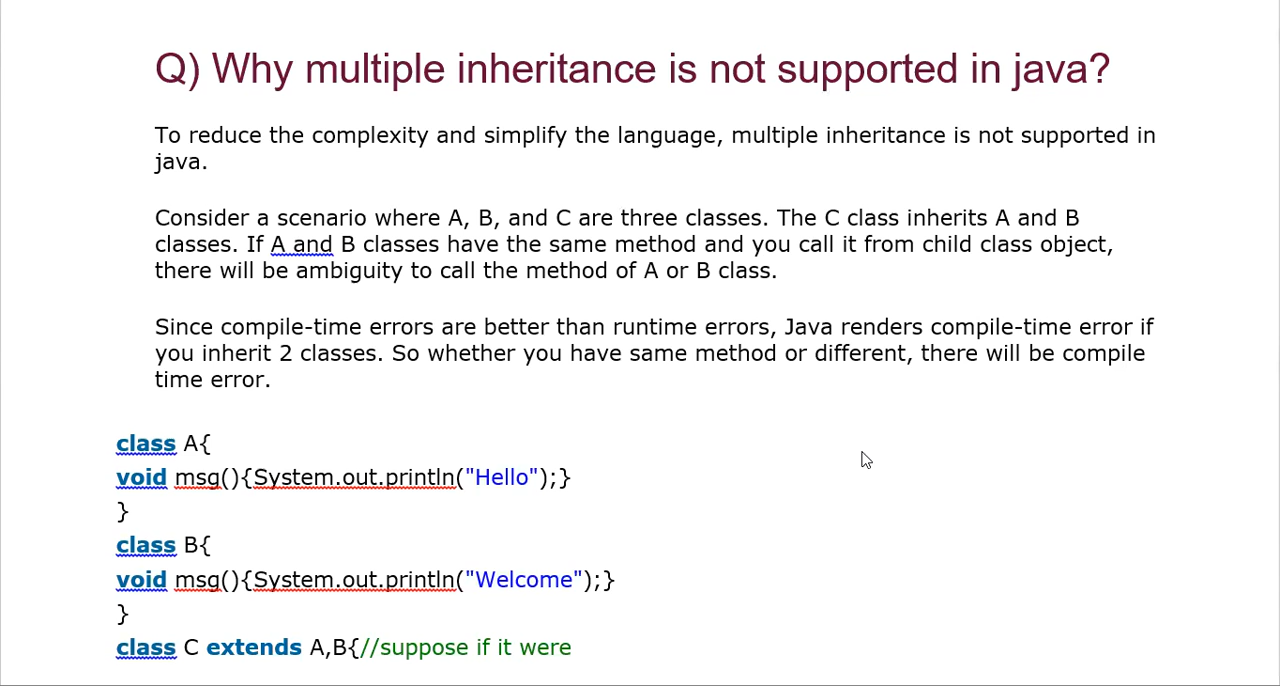 Q) Why multiple inheritance is not supported in java?
To reduce the complexity and simplify the language, multiple inheritance is not supported in
java.
Consider a scenario where A, B, and C are three classes. The C class inherits A and B
classes. If A and B classes have the same method and you call it from child class object,
there will be ambiguity to call the method of A or B class.
Since compile-time errors are better than runtime errors, Java renders compile-time error if
you inherit 2 classes. So whether you have same method or different, there will be compile
time error.
class A{
void msg(){System.out.println("Hello");}
}
class B{
void msg(){System.out.println("Welcome");}
}
class C extends A,B{//suppose if it were